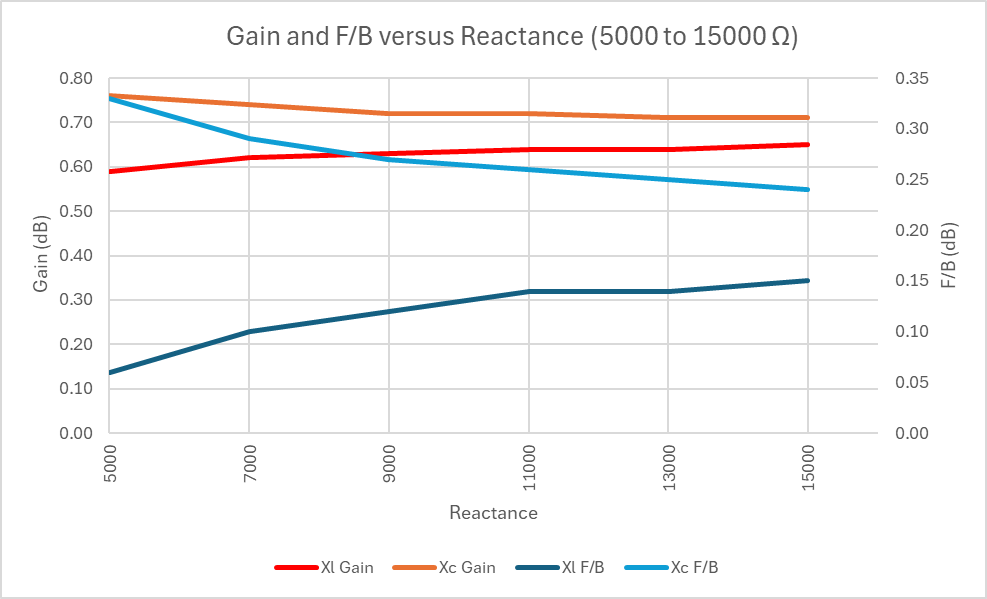 Gain and F/B versus Reactance (5000 to 15000 Ω)
0.80
0.70
0.60
0.50
0.40
0.30
0.20
0.10
0.00
Gain (dB)
0.35
0.30
0.25
0.20
0.15
0.10
0.05
0.00
F/B (dB)
5000
7000
9000
11000
13000
15000
Reactance
Xl Gain
Xc Gain
Xl F/B
Xc F/B